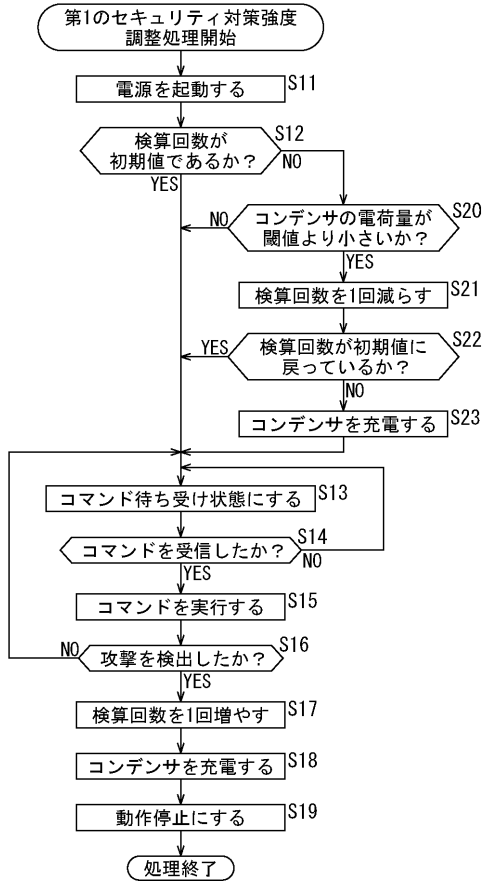 第1のセキュリティ対策強度
調整処理開始
電源を起動する
S11
検算回数が
初期値であるか？
S12
NO
YES
コンデンサの電荷量が
閾値より小さいか？
S20
NO
YES
検算回数を1回減らす
S21
検算回数が初期値に
戻っているか？
S22
YES
NO
コンデンサを充電する
S23
コマンド待ち受け状態にする
S13
コマンドを受信したか？
S14
NO
YES
コマンドを実行する
S15
攻撃を検出したか？
S16
NO
YES
検算回数を1回増やす
S17
コンデンサを充電する
S18
動作停止にする
S19
処理終了